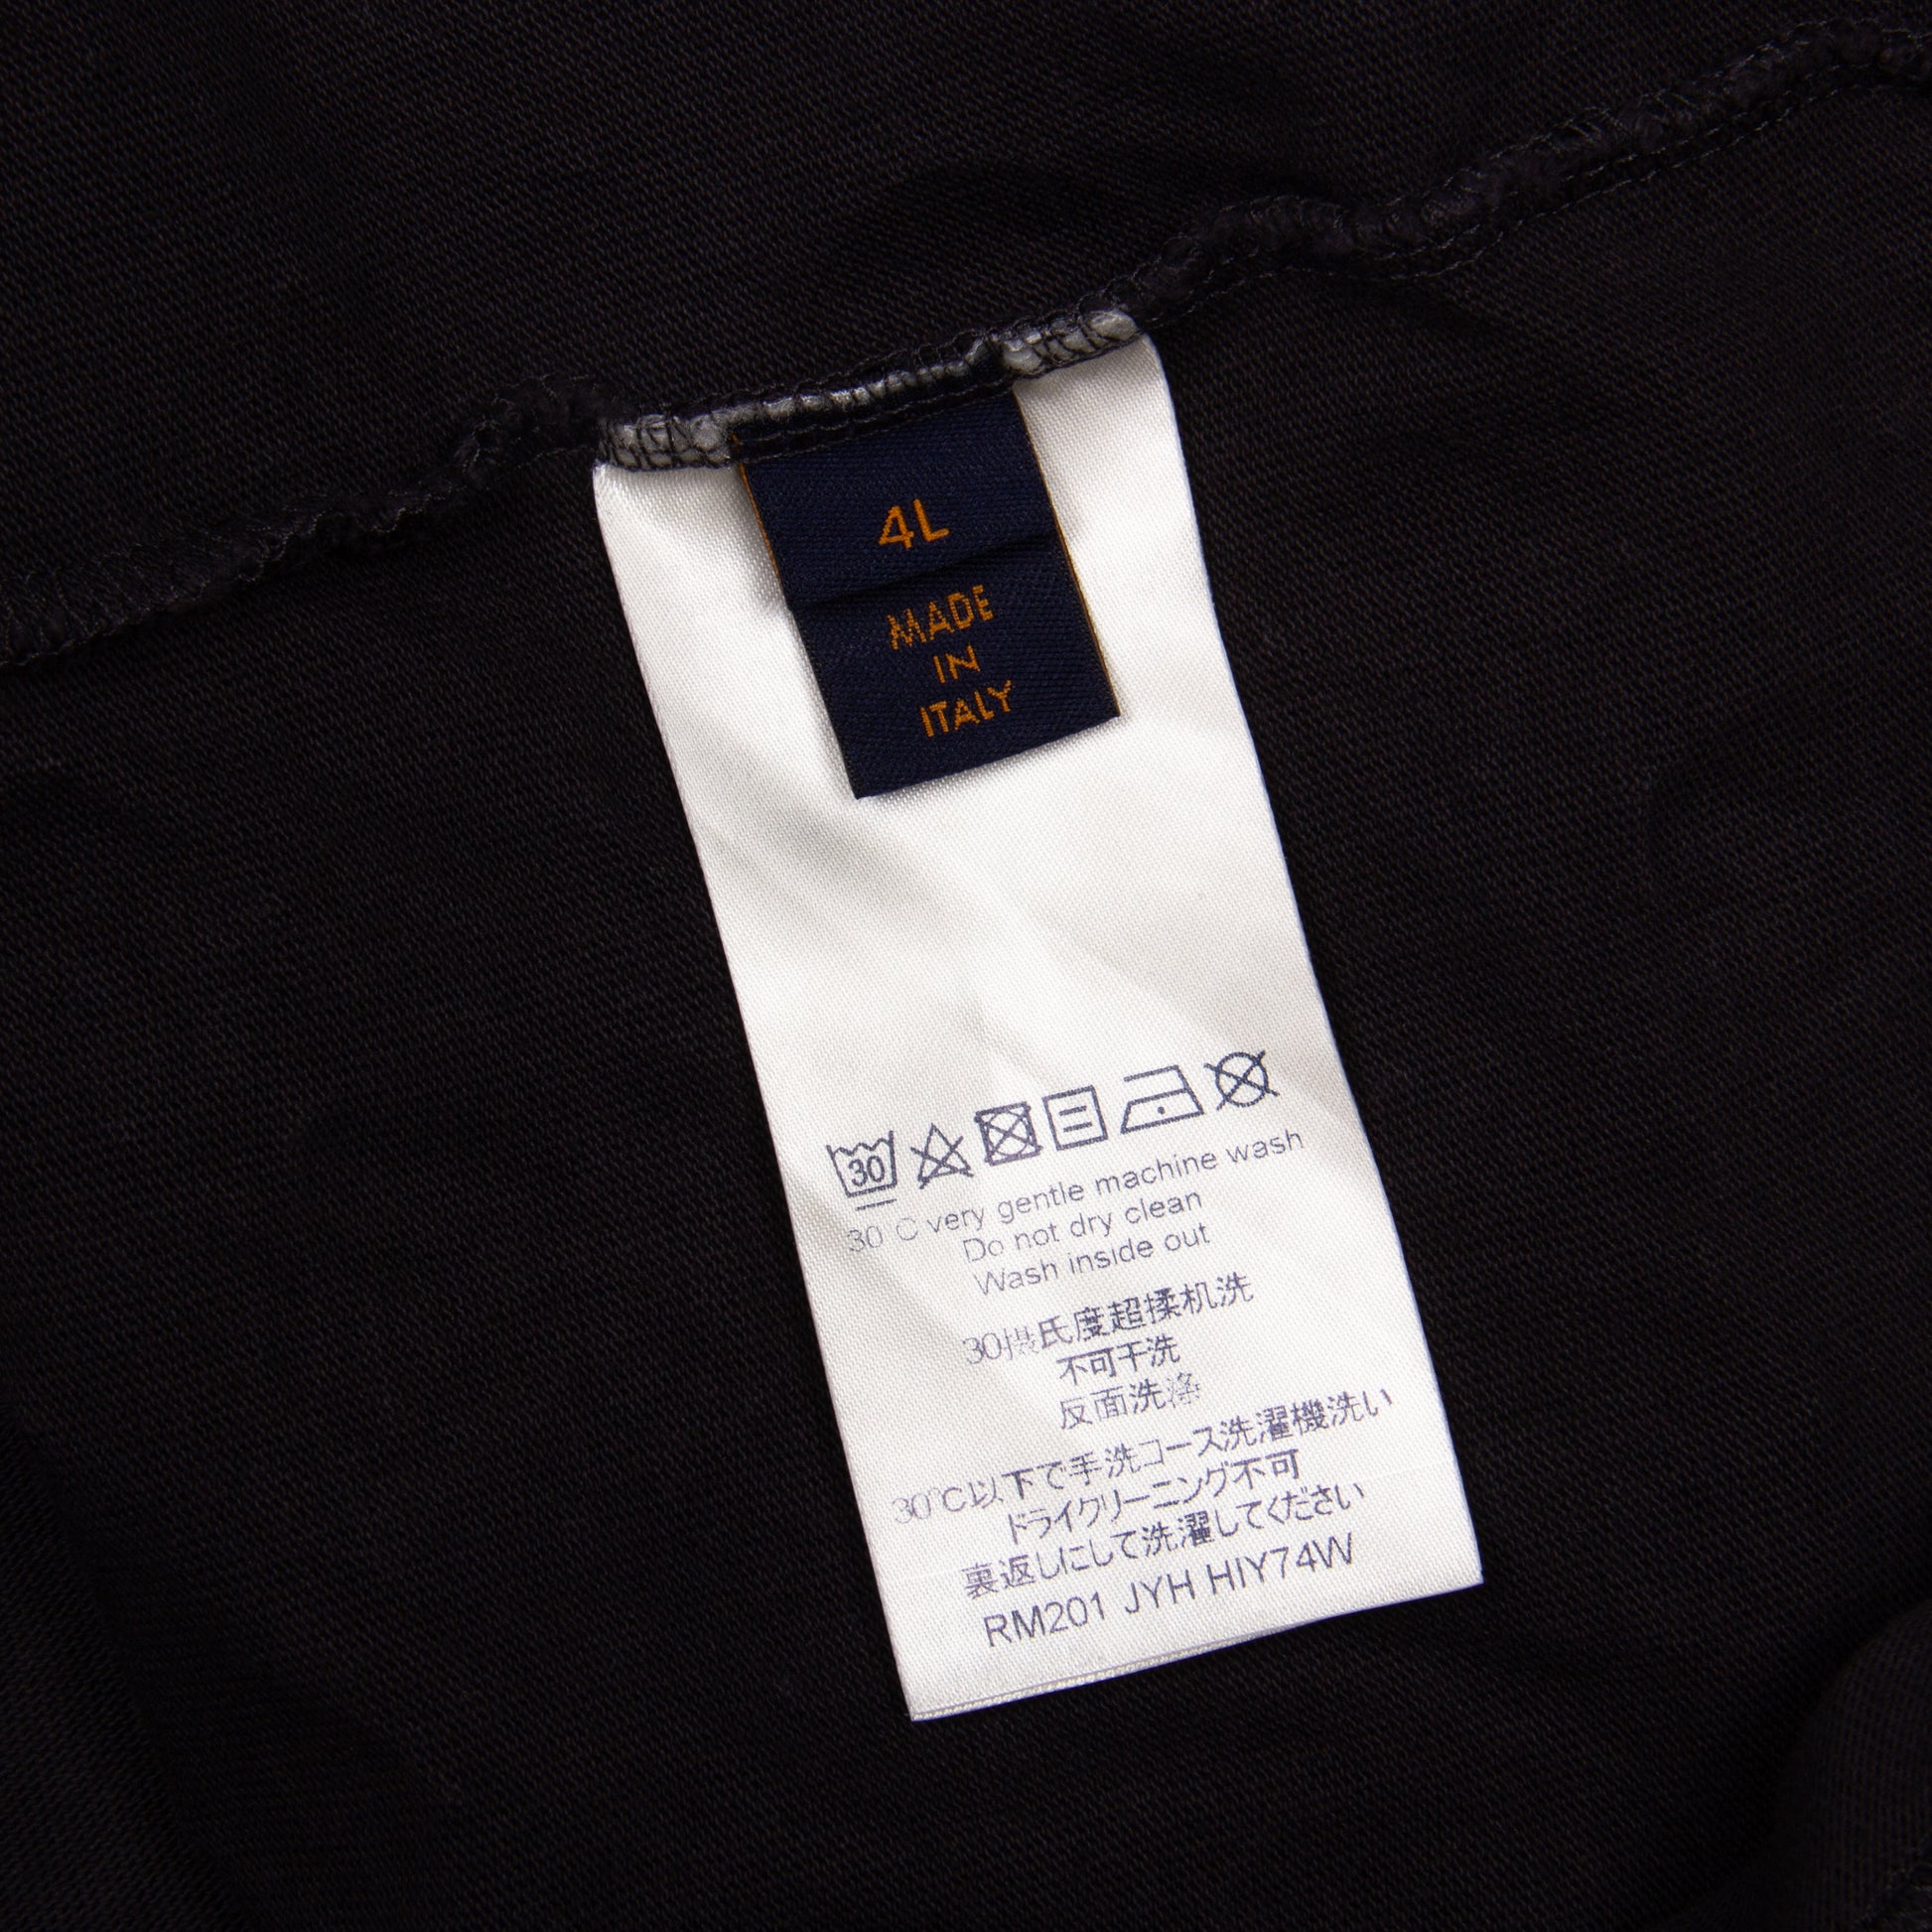 4L
MADE
IN
ITALY
30
30°C very gentle machine wash
Do not dry clean
Wash inside out
30摄氏度超揉机洗
不可干洗
反面洗涤
30℃以下で手洗コース洗濯機洗い
ドライクリーニング不可
裏返しにして洗濯してください
RM201 JYH HIY74W